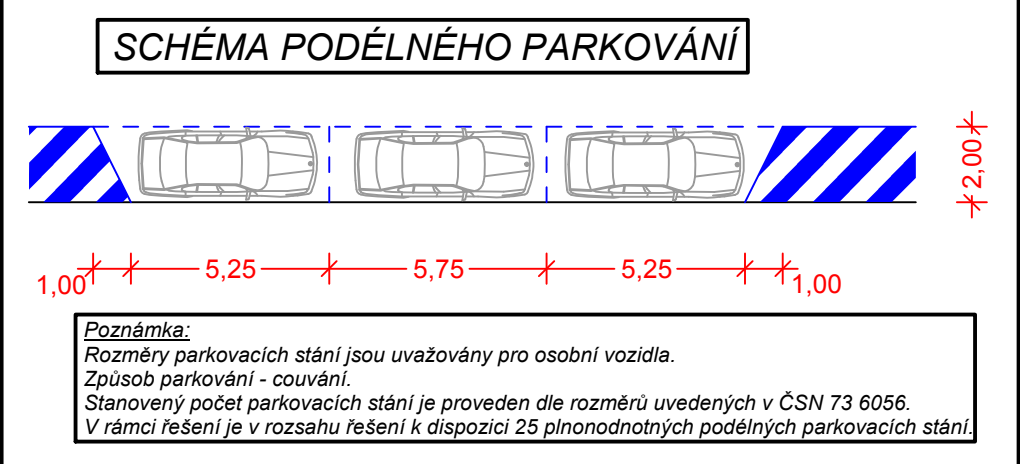 SCHÉMA PODÉLNÉHO PARKOVÁNÍ
2,00
1,00 5,25 5,75 5,25 1,00
Poznámka:
Rozměry parkovacích stání jsou uvažovány pro osobní vozidla.
Způsob parkování - couvání.
Stanovený počet parkovacích stání je proveden dle rozměrů uvedených v ČSN 73 6056.
V rámci řešení je v rozsahu řešení k dispozici 25 plnonodnotných podélných parkovacích stání.